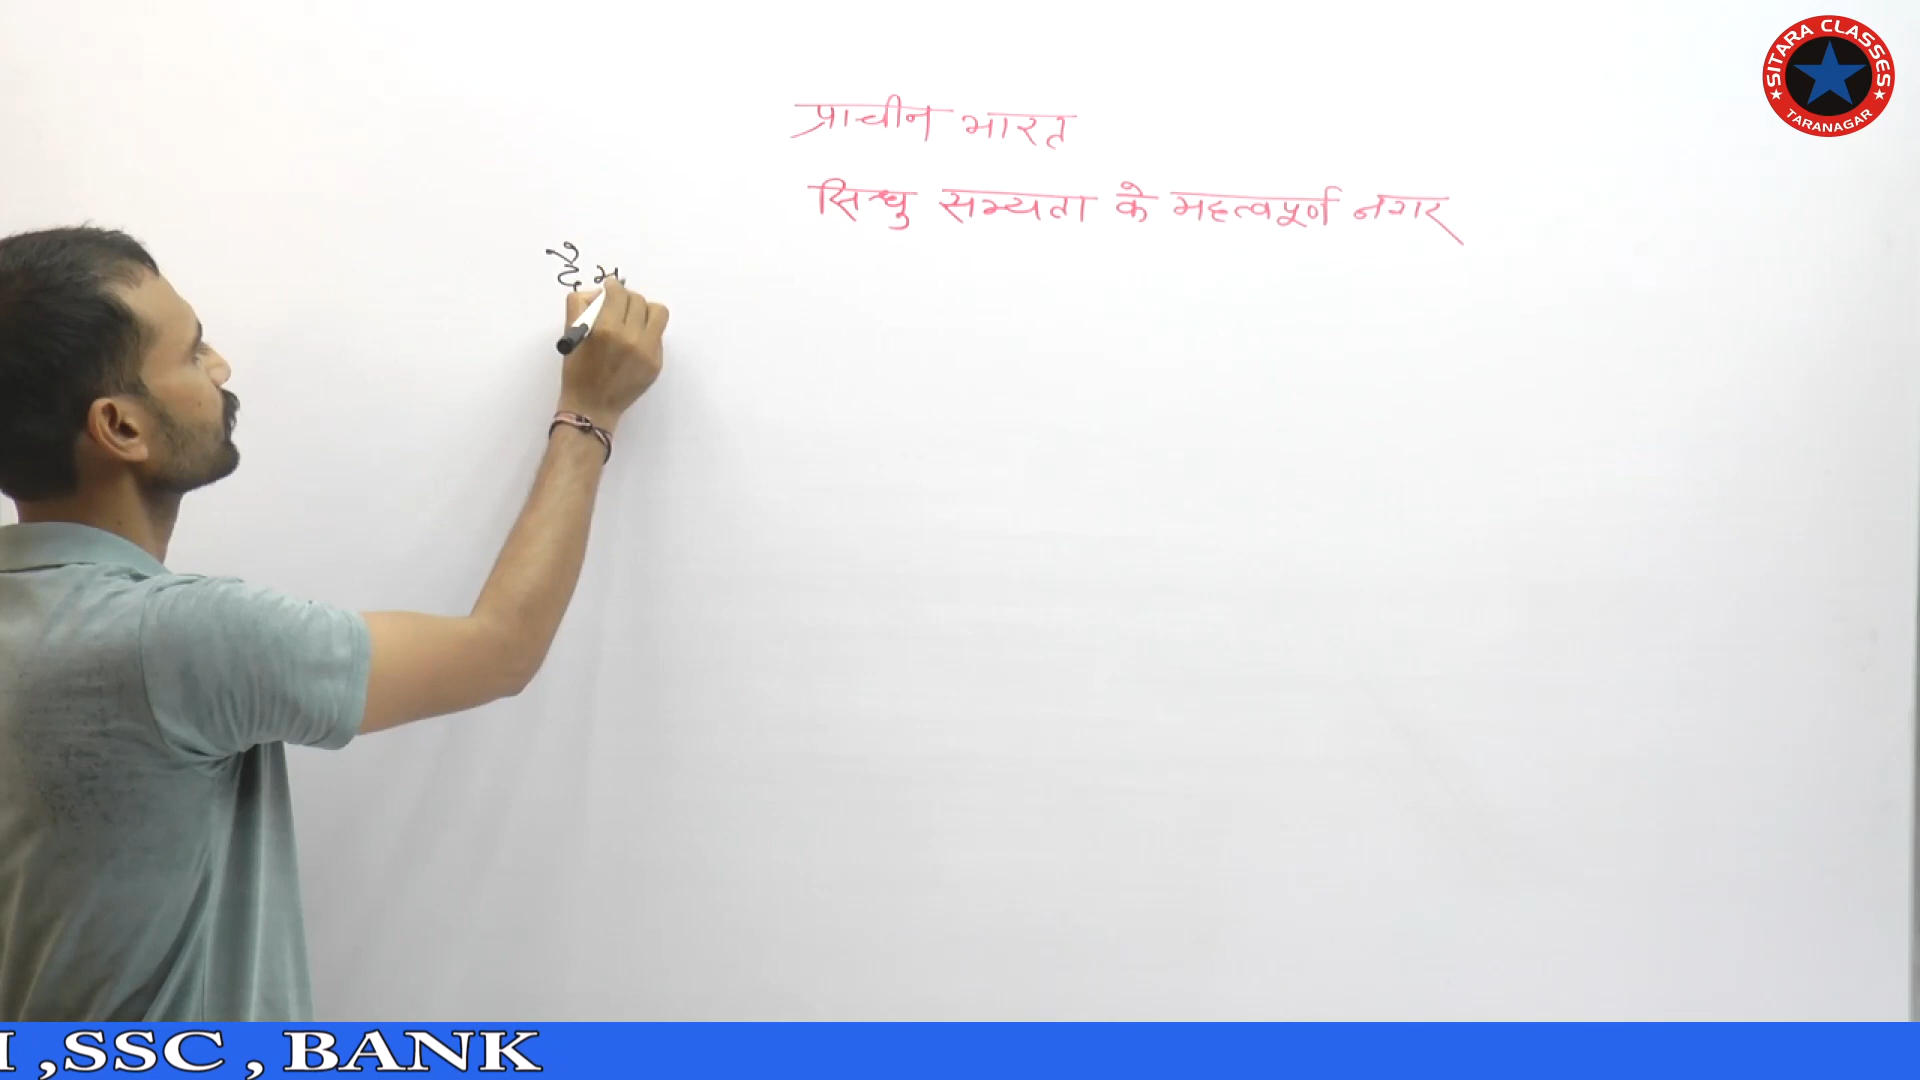 SITARA CLASSES
TARANAGAR
प्राचीन भारत
सिन्धु सभ्यता के महत्वपूर्ण नगर
,SSC , BANK